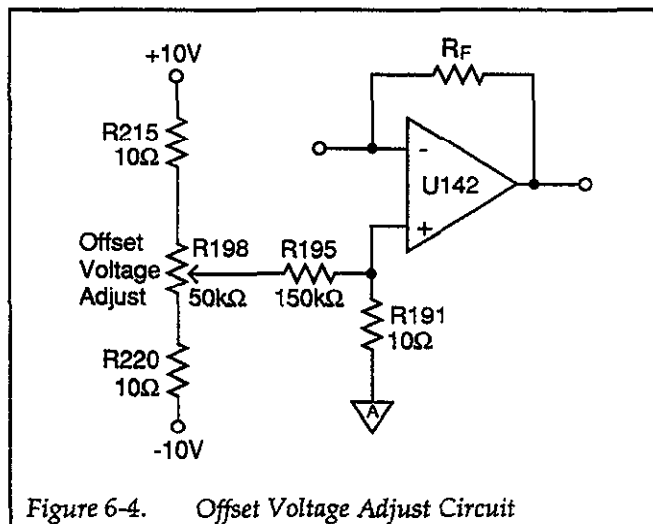 +10V
R_F
R215
10Ω
-
U142
+
Offset
Voltage
Adjust
R198
50kΩ
R195
150kΩ
R191
10Ω
R220
10Ω
A
-10V
Figure 6-4. Offset Voltage Adjust Circuit